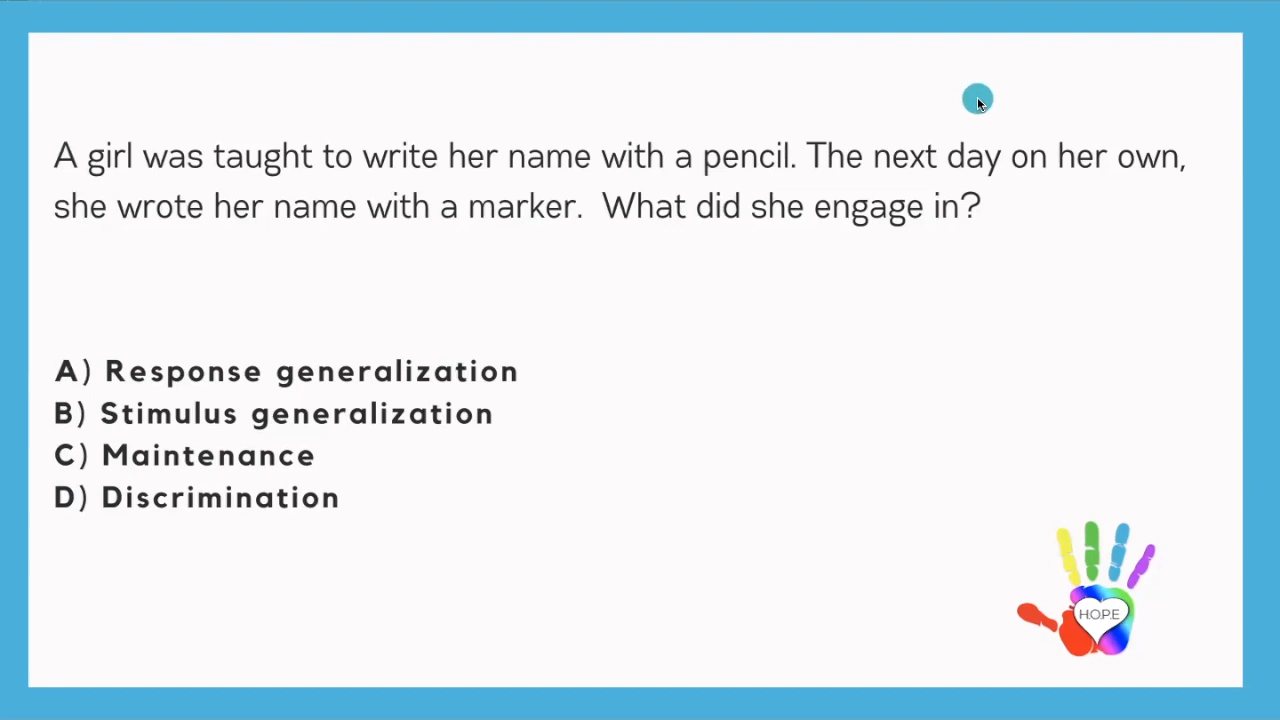 A girl was taught to write her name with a pencil. The next day on her own,
she wrote her name with a marker.  What did she engage in?
A) Response generalization
B) Stimulus generalization
C) Maintenance
D) Discrimination
H.O.P.E